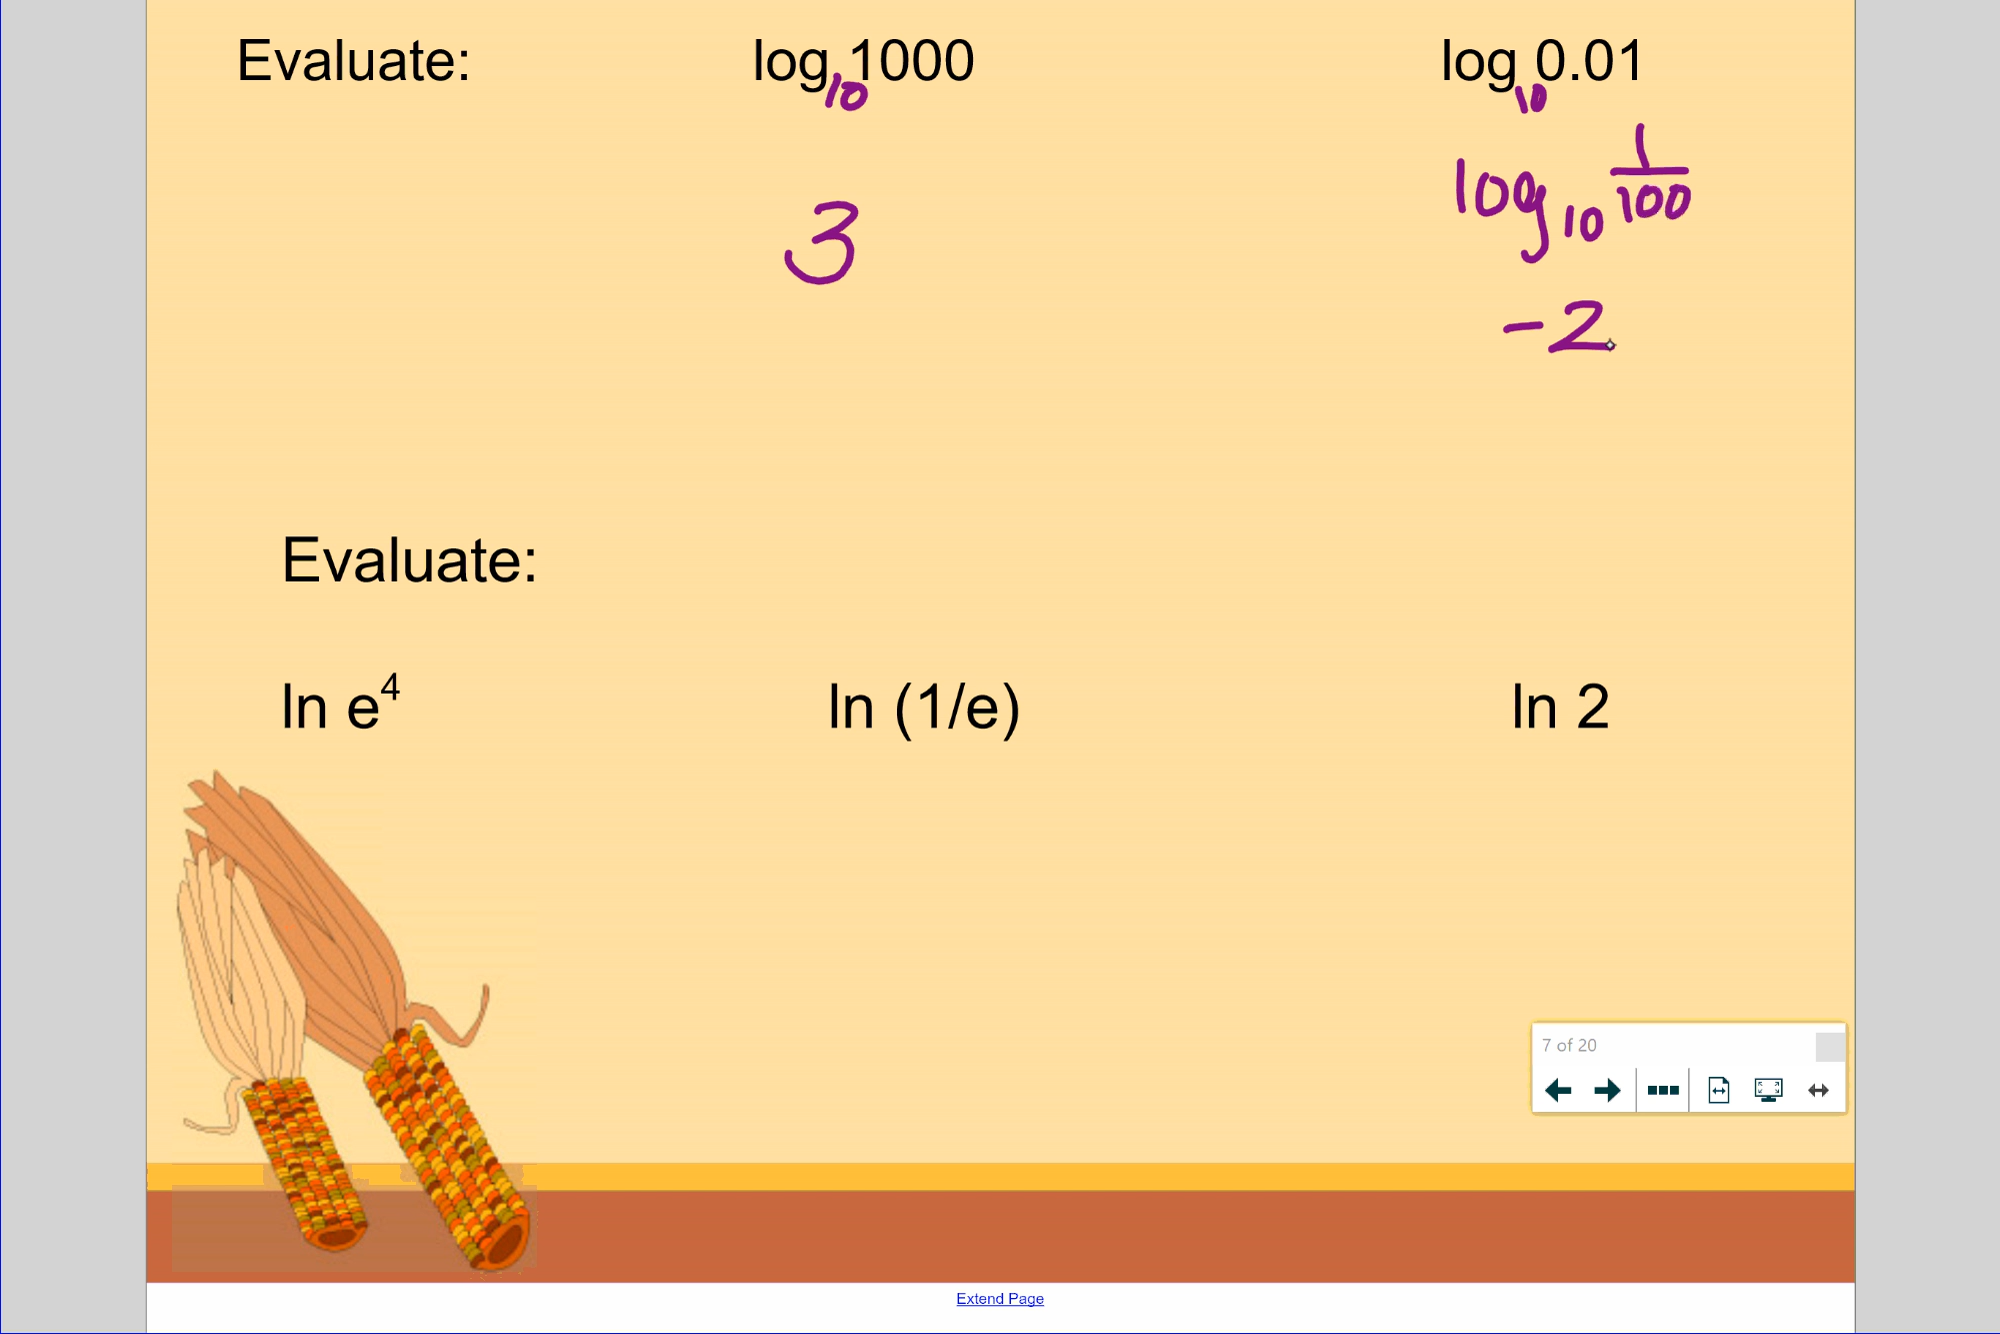 Evaluate: log₁₀ 1000 log₁₀ 0.01
log₁₀ 1/100
3
-2
Evaluate:
ln e⁴ ln (1/e) ln 2
7 of 20
Extend Page